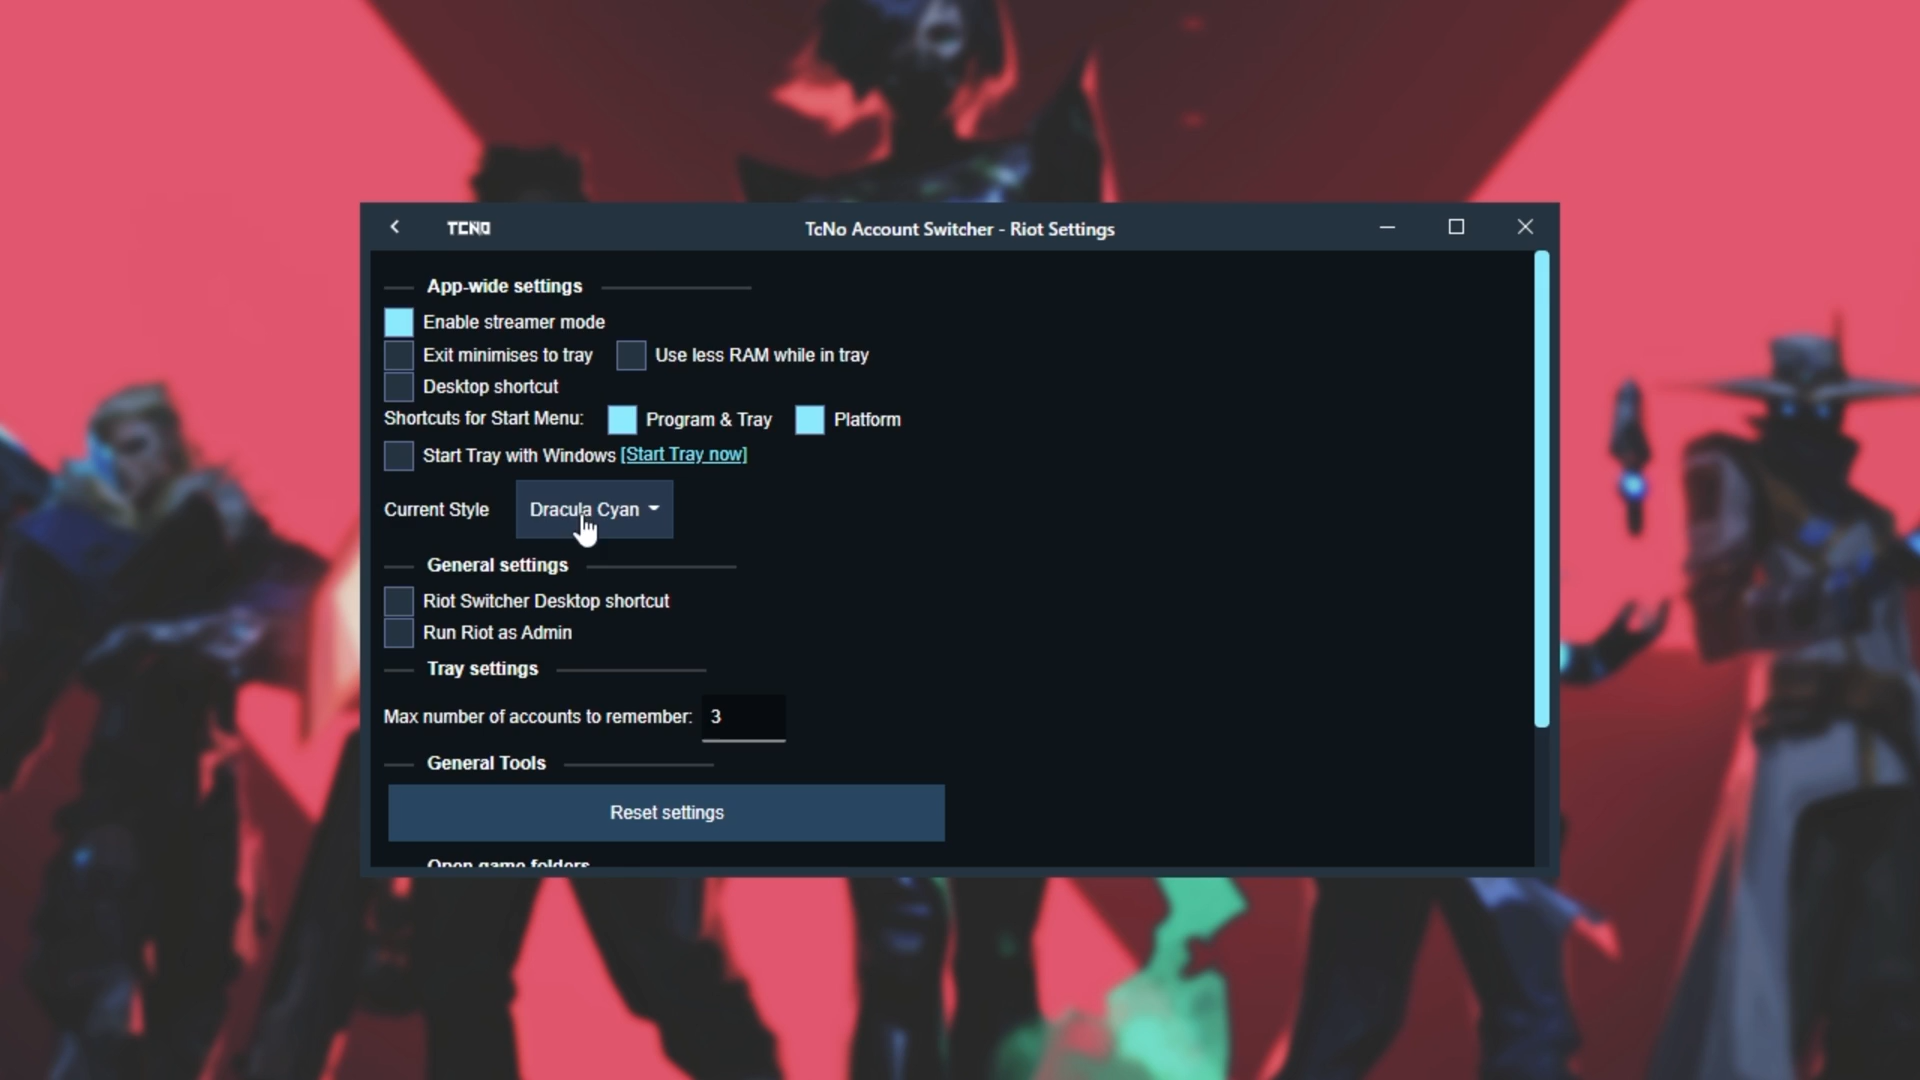 TCNO
TcNo Account Switcher - Riot Settings
App-wide settings
Enable streamer mode
Exit minimises to tray Use less RAM while in tray
Desktop shortcut
Shortcuts for Start Menu: Program & Tray Platform
Start Tray with Windows [Start Tray now]
Current Style Dracula Cyan
General settings
Riot Switcher Desktop shortcut
Run Riot as Admin
Tray settings
Max number of accounts to remember: 3
General Tools
Reset settings
Open game folders